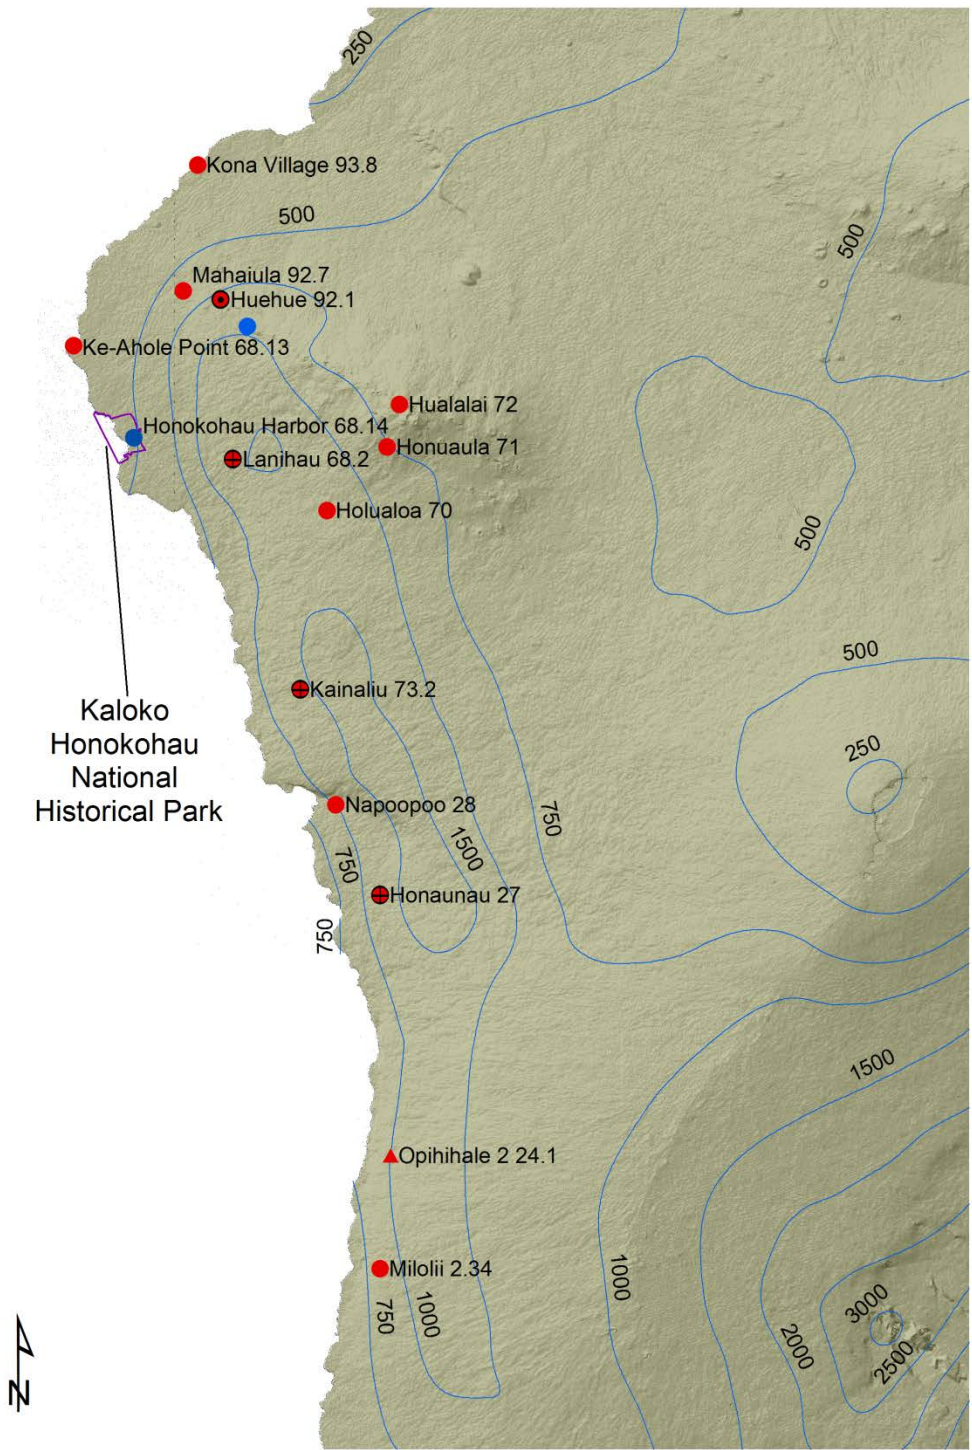 250
Kona Village 93.8
500
500
Mahaiula 92.7
Huehue 92.1
Ke-Ahole Point 68.13
Hualalai 72
Honokohau Harbor 68.14
Honuaula 71
Lanihau 68.2
Holualoa 70
500
500
Kainaliu 73.2
Kaloko
Honokohau
National
Historical Park
250
Napoopoo 28
750
1500
750
Honaunau 27
750
1500
Opihihale 2 24.1
Milolii 2.34
1000
750
1000
3000
2000
2500
N